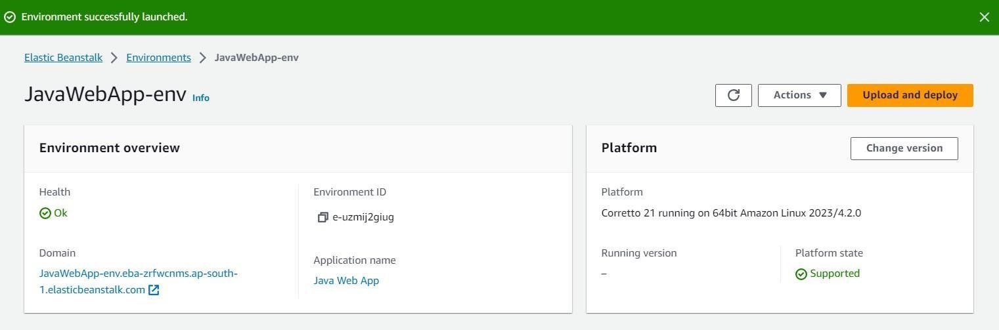 Environment successfully launched.
Elastic Beanstalk > Environments > JavaWebApp-env
JavaWebApp-env Info
Actions
Upload and deploy
Environment overview
Health
Ok
Domain
JavaWebApp-env.eba-zrfwcnms.ap-south-
1.elasticbeanstalk.com
Environment ID
e-uzmij2giug
Application name
Java Web App
Platform
Change version
Platform
Corretto 21 running on 64bit Amazon Linux 2023/4.2.0
Running version
–
Platform state
Supported